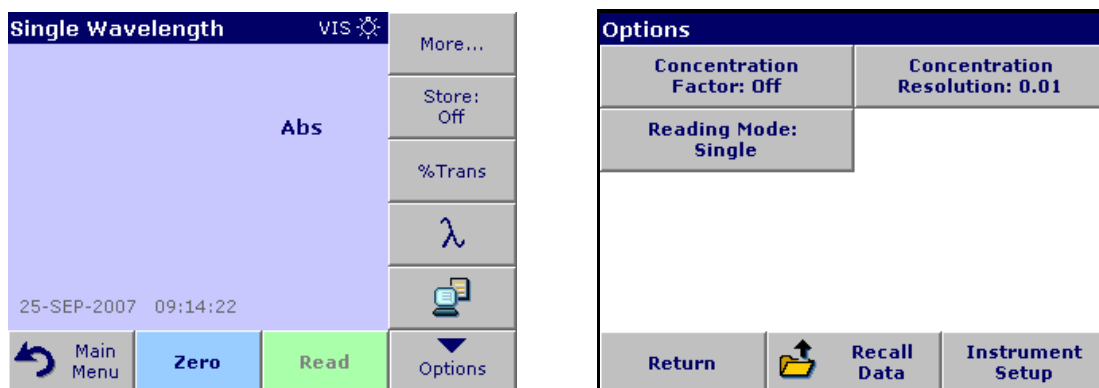 Single Wavelength VIS
More...
Store:
Off
Abs
%Trans
λ
25-SEP-2007 09:14:22
Main
Menu
Zero
Read
Options
Options
Concentration
Factor: Off
Concentration
Resolution: 0.01
Reading Mode:
Single
Return
Recall
Data
Instrument
Setup